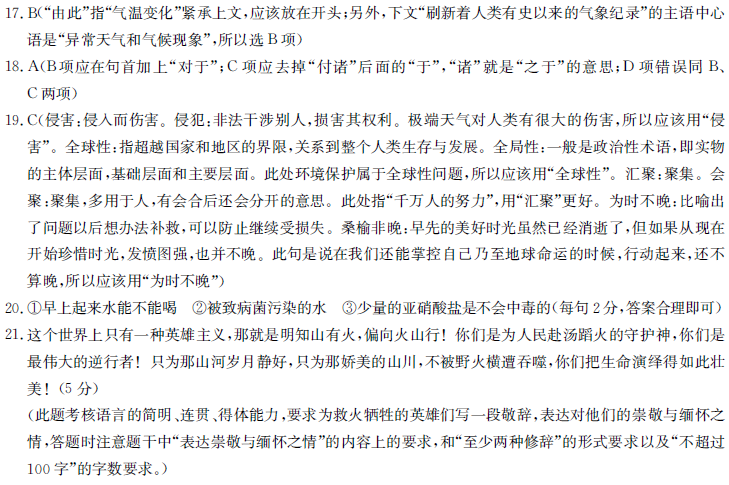 17. B(“由此”指“气温变化”紧承上文,应该放在开头;另外,下文“刷新着人类有史以来的气象纪录”的主语中心
语是“异常天气和气候现象”,所以选B项)
18. A(B项应在句首加上“对于”;C项应去掉“付诸”后面的“于”,“诸”就是“之于”的意思;D项错误同B、
C两项)
19. C(侵害:侵入而伤害。侵犯:非法干涉别人,损害其权利。极端天气对人类有很大的伤害,所以应该用“侵
害”。全球性:指超越国家和地区的界限,关系到整个人类生存与发展。全局性:一般是政治性术语,即实物
的主体层面,基础层面和主要层面。此处环境保护属于全球性问题,所以应该用“全球性”。汇聚:聚集。会
聚:聚集,多用于人,有会合后还会分开的意思。此处指“千万人的努力”,用“汇聚”更好。为时不晚:比喻出
了问题以后想办法补救,可以防止继续受损失。桑榆非晚:早先的美好时光虽然已经消逝了,但如果从现在
开始珍惜时光,发愤图强,也并不晚。此句是说在我们还能掌控自己乃至地球命运的时候,行动起来,还不
算晚,所以应该用“为时不晚”)
20. ①早上起来水能不能喝 ②被致病菌污染的水 ③少量的亚硝酸盐是不会中毒的(每句2分,答案合理即可)
21. 这个世界上只有一种英雄主义,那就是明知山有火,偏向火山行!你们是为人民赴汤蹈火的守护神,你们是
最伟大的逆行者!只为那山河岁月静好,只为那娇美的山川,不被野火横遭吞噬,你们把生命演绎得如此壮
美!(5分)
(此题考核语言的简明、连贯、得体能力,要求为救火牺牲的英雄们写一段敬辞,表达对他们的崇敬与缅怀之
情,答题时注意题干中“表达崇敬与缅怀之情”的内容上的要求,和“至少两种修辞”的形式要求以及“不超过
100字”的字数要求。)